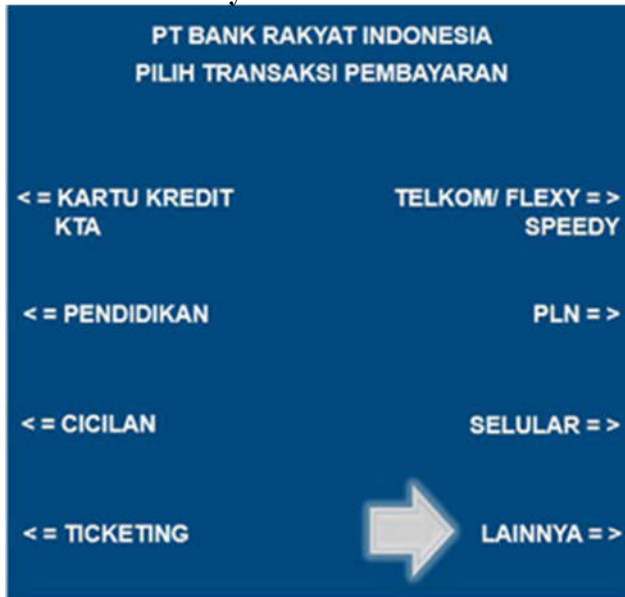 PT BANK RAKYAT INDONESIA
PILIH TRANSAKSI PEMBAYARAN
< = KARTU KREDIT
KTA
TELKOM/ FLEXY = >
SPEEDY
< = PENDIDIKAN
PLN = >
< = CICILAN
SELULAR = >
< = TICKETING
LAINNYA = >